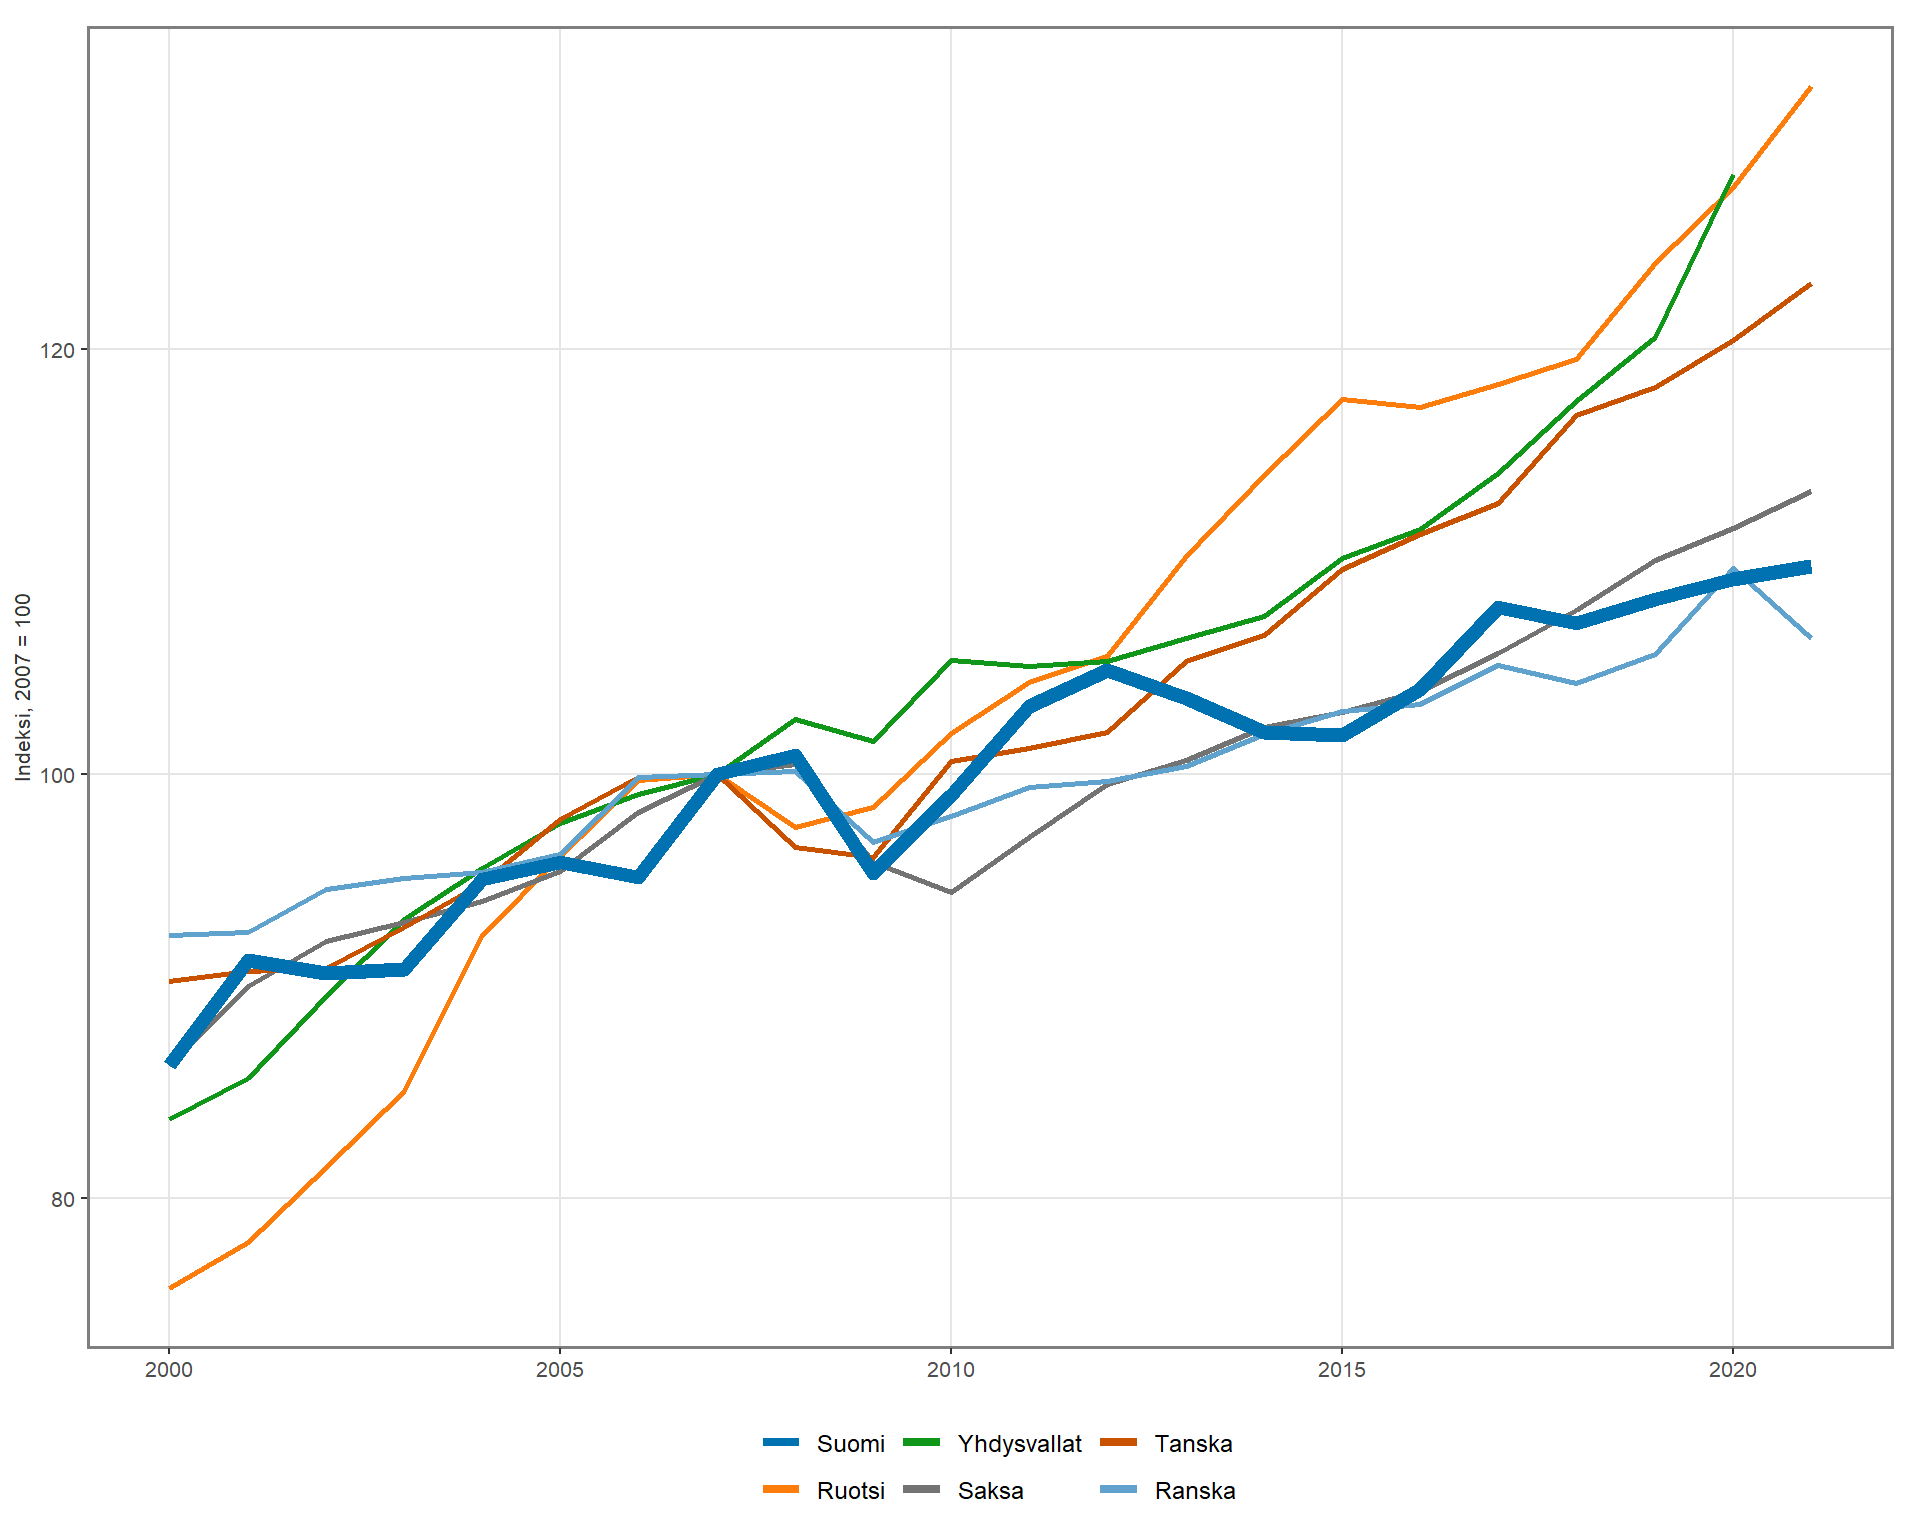 Indeksi, 2007 = 100
120
100
80
2000 2005 2010 2015 2020
Suomi Yhdysvallat Tanska
Ruotsi Saksa Ranska